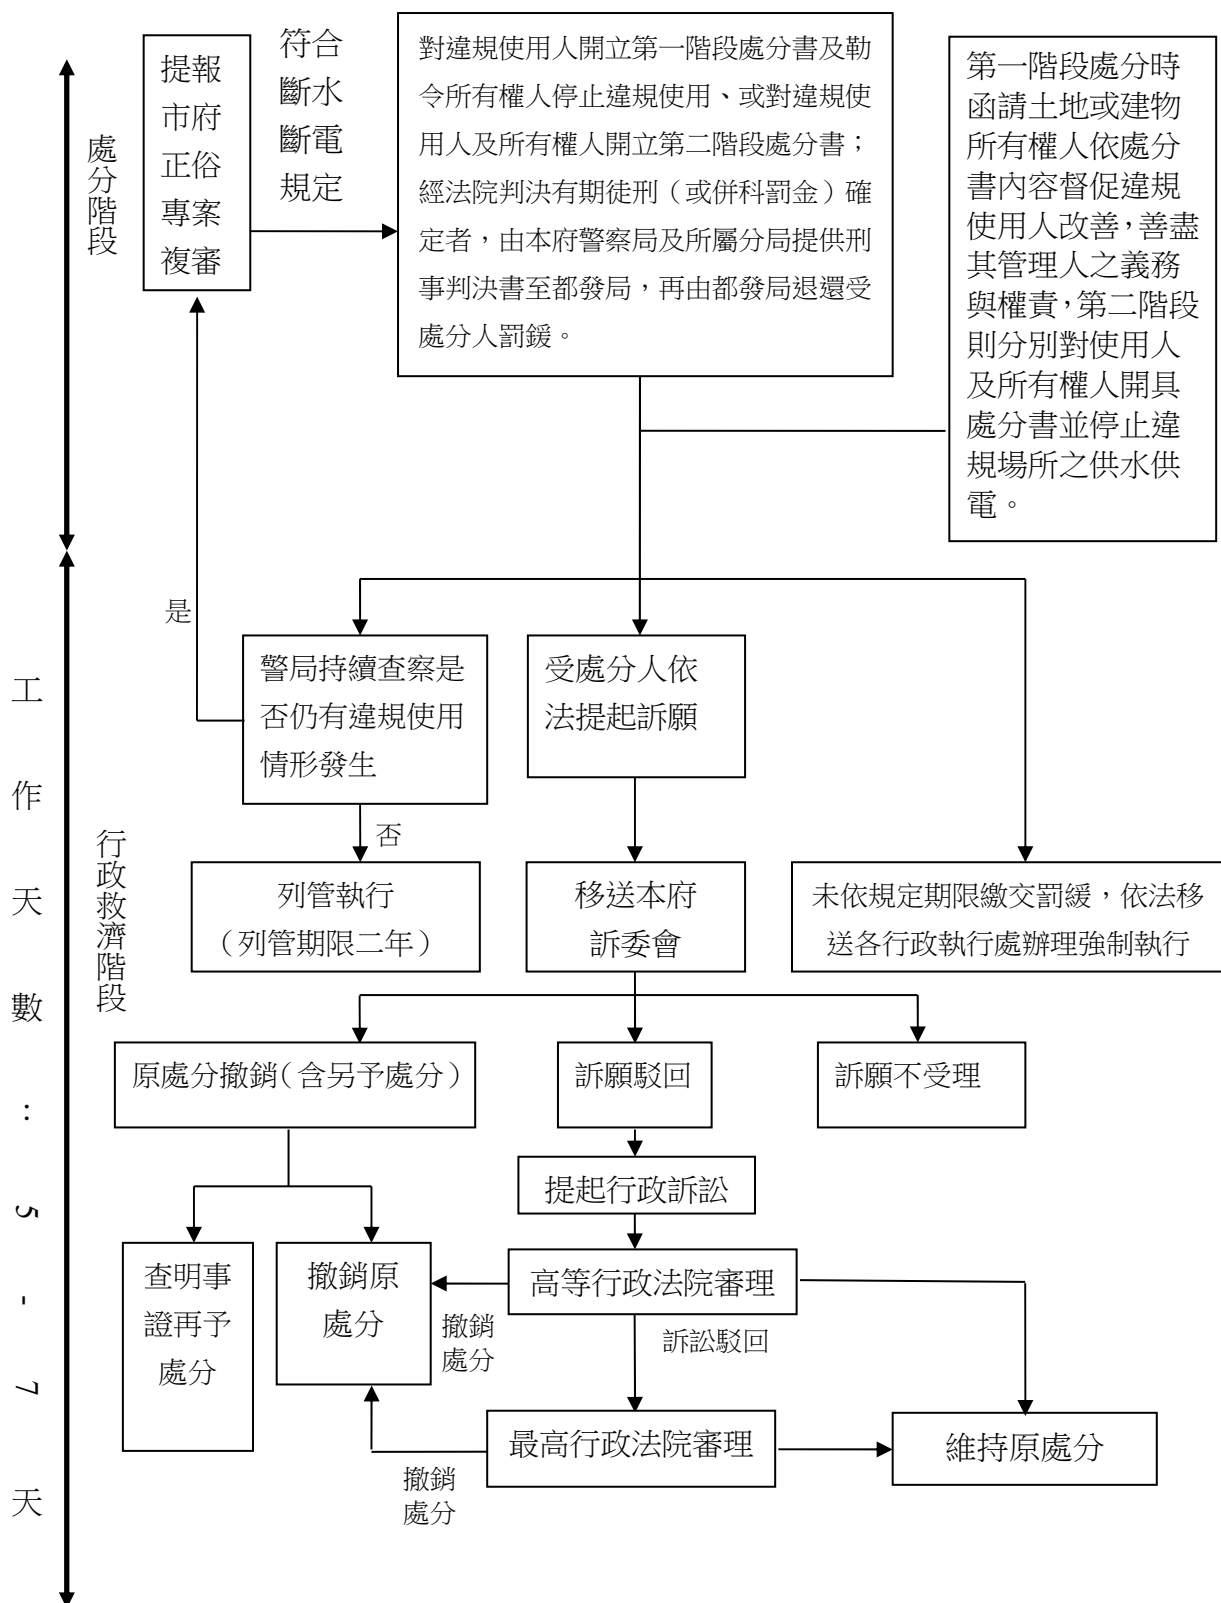 提報
市府
正俗
專案
複審
符合
斷水
斷電
規定
對違規使用人開立第一階段處分書及勒
令所有權人停止違規使用、或對違規使
用人及所有權人開立第二階段處分書；
經法院判決有期徒刑（或併科罰金）確
定者，由本府警察局及所屬分局提供刑
事判決書至都發局，再由都發局退還受
處分人罰鍰。
第一階段處分時
函請土地或建物
所有權人依處分
書內容督促違規
使用人改善，善盡
其管理人之義務
與權責，第二階段
則分別對使用人
及所有權人開具
處分書並停止違
規場所之供水供
電。
處分階段
是
警局持續查察是
否仍有違規使用
情形發生
受處分人依
法提起訴願
否
列管執行
（列管期限二年）
移送本府
訴委會
未依規定期限繳交罰緩，依法移
送各行政執行處辦理強制執行
行政救濟階段
工作天數：5-7天
原處分撤銷（含另予處分）
訴願駁回
訴願不受理
提起行政訴訟
查明事
證再予
處分
撤銷原
處分
撤銷
處分
高等行政法院審理
訴訟駁回
最高行政法院審理
撤銷
處分
維持原處分